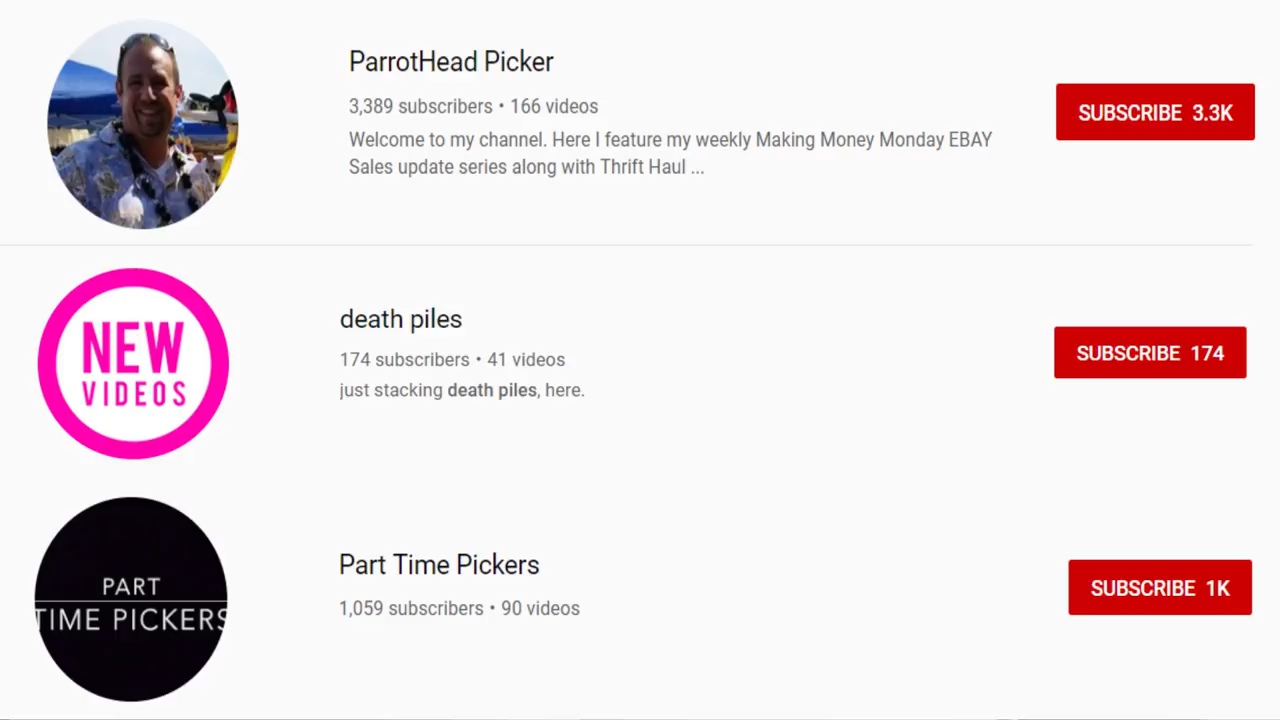 ParrotHead Picker
3,389 subscribers • 166 videos
SUBSCRIBE 3.3K
Welcome to my channel. Here I feature my weekly Making Money Monday EBAY
Sales update series along with Thrift Haul ...
NEW
VIDEOS
death piles
174 subscribers • 41 videos
just stacking death piles, here.
SUBSCRIBE 174
PART
TIME PICKERS
Part Time Pickers
1,059 subscribers • 90 videos
SUBSCRIBE 1K